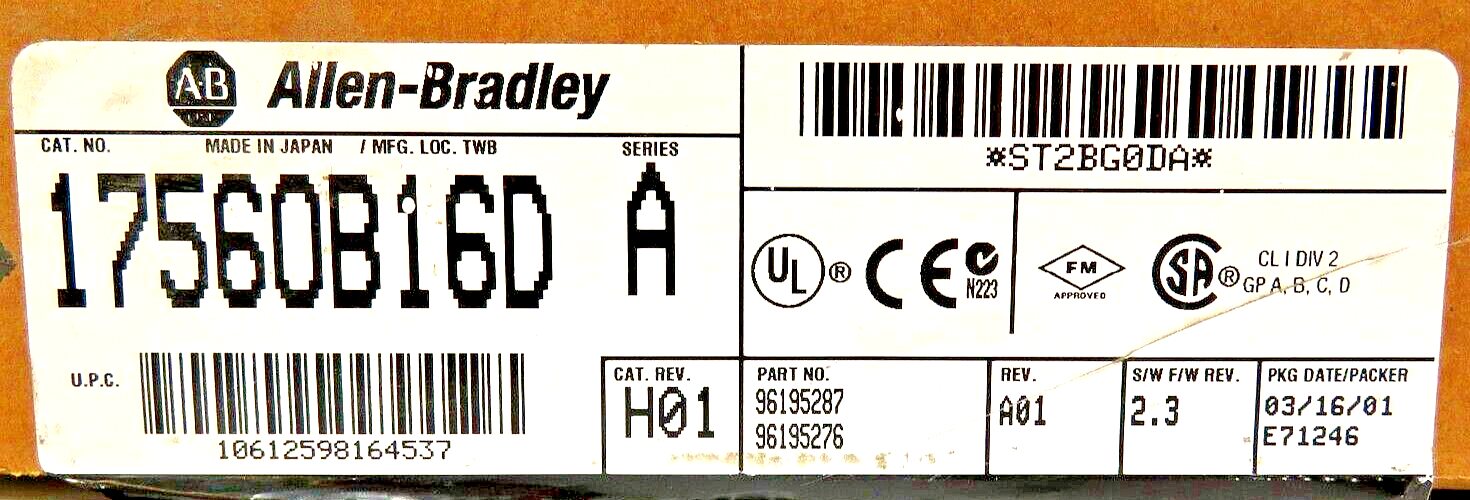 AB Allen-Bradley
CAT. NO. MADE IN JAPAN / MFG. LOC. TWB SERIES
1756OB16D A
U.P.C.
10612598164537
CAT. REV.
H01
*ST2BG0DA*
UL ® CE N223
FM
APPROVED
SA ® CL I DIV 2
GP A, B, C, D
PART NO.
96195287
96195276
REV.
A01
S/W F/W REV.
2.3
PKG DATE/PACKER
03/16/01
E71246